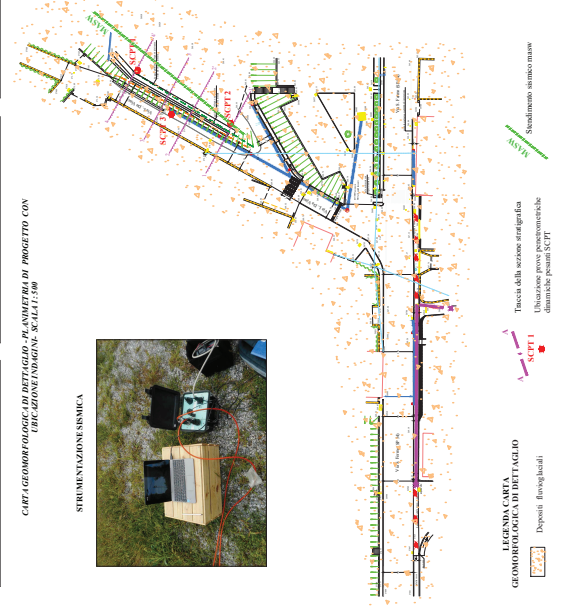 CARTA GEOMORFOLOGICA DI DETTAGLIO - PLANIMETRIA DI PROGETTO CON
UBICAZIONE INDAGINI- SCALA 1:500
STRUMENTAZIONE SISMICA
MASW
SCPT
SCPT 3
SCPT 2
LEGENDA CARTA
GEOMORFOLOGICA DI DETTAGLIO
Depositi fluvioglaciali
A
A
Traccia della sezione stratigrafica
SCPT 1
Ubicazione prove penetrometriche
dinamiche pesanti SCPT
MASW
Stendimento sismico masw